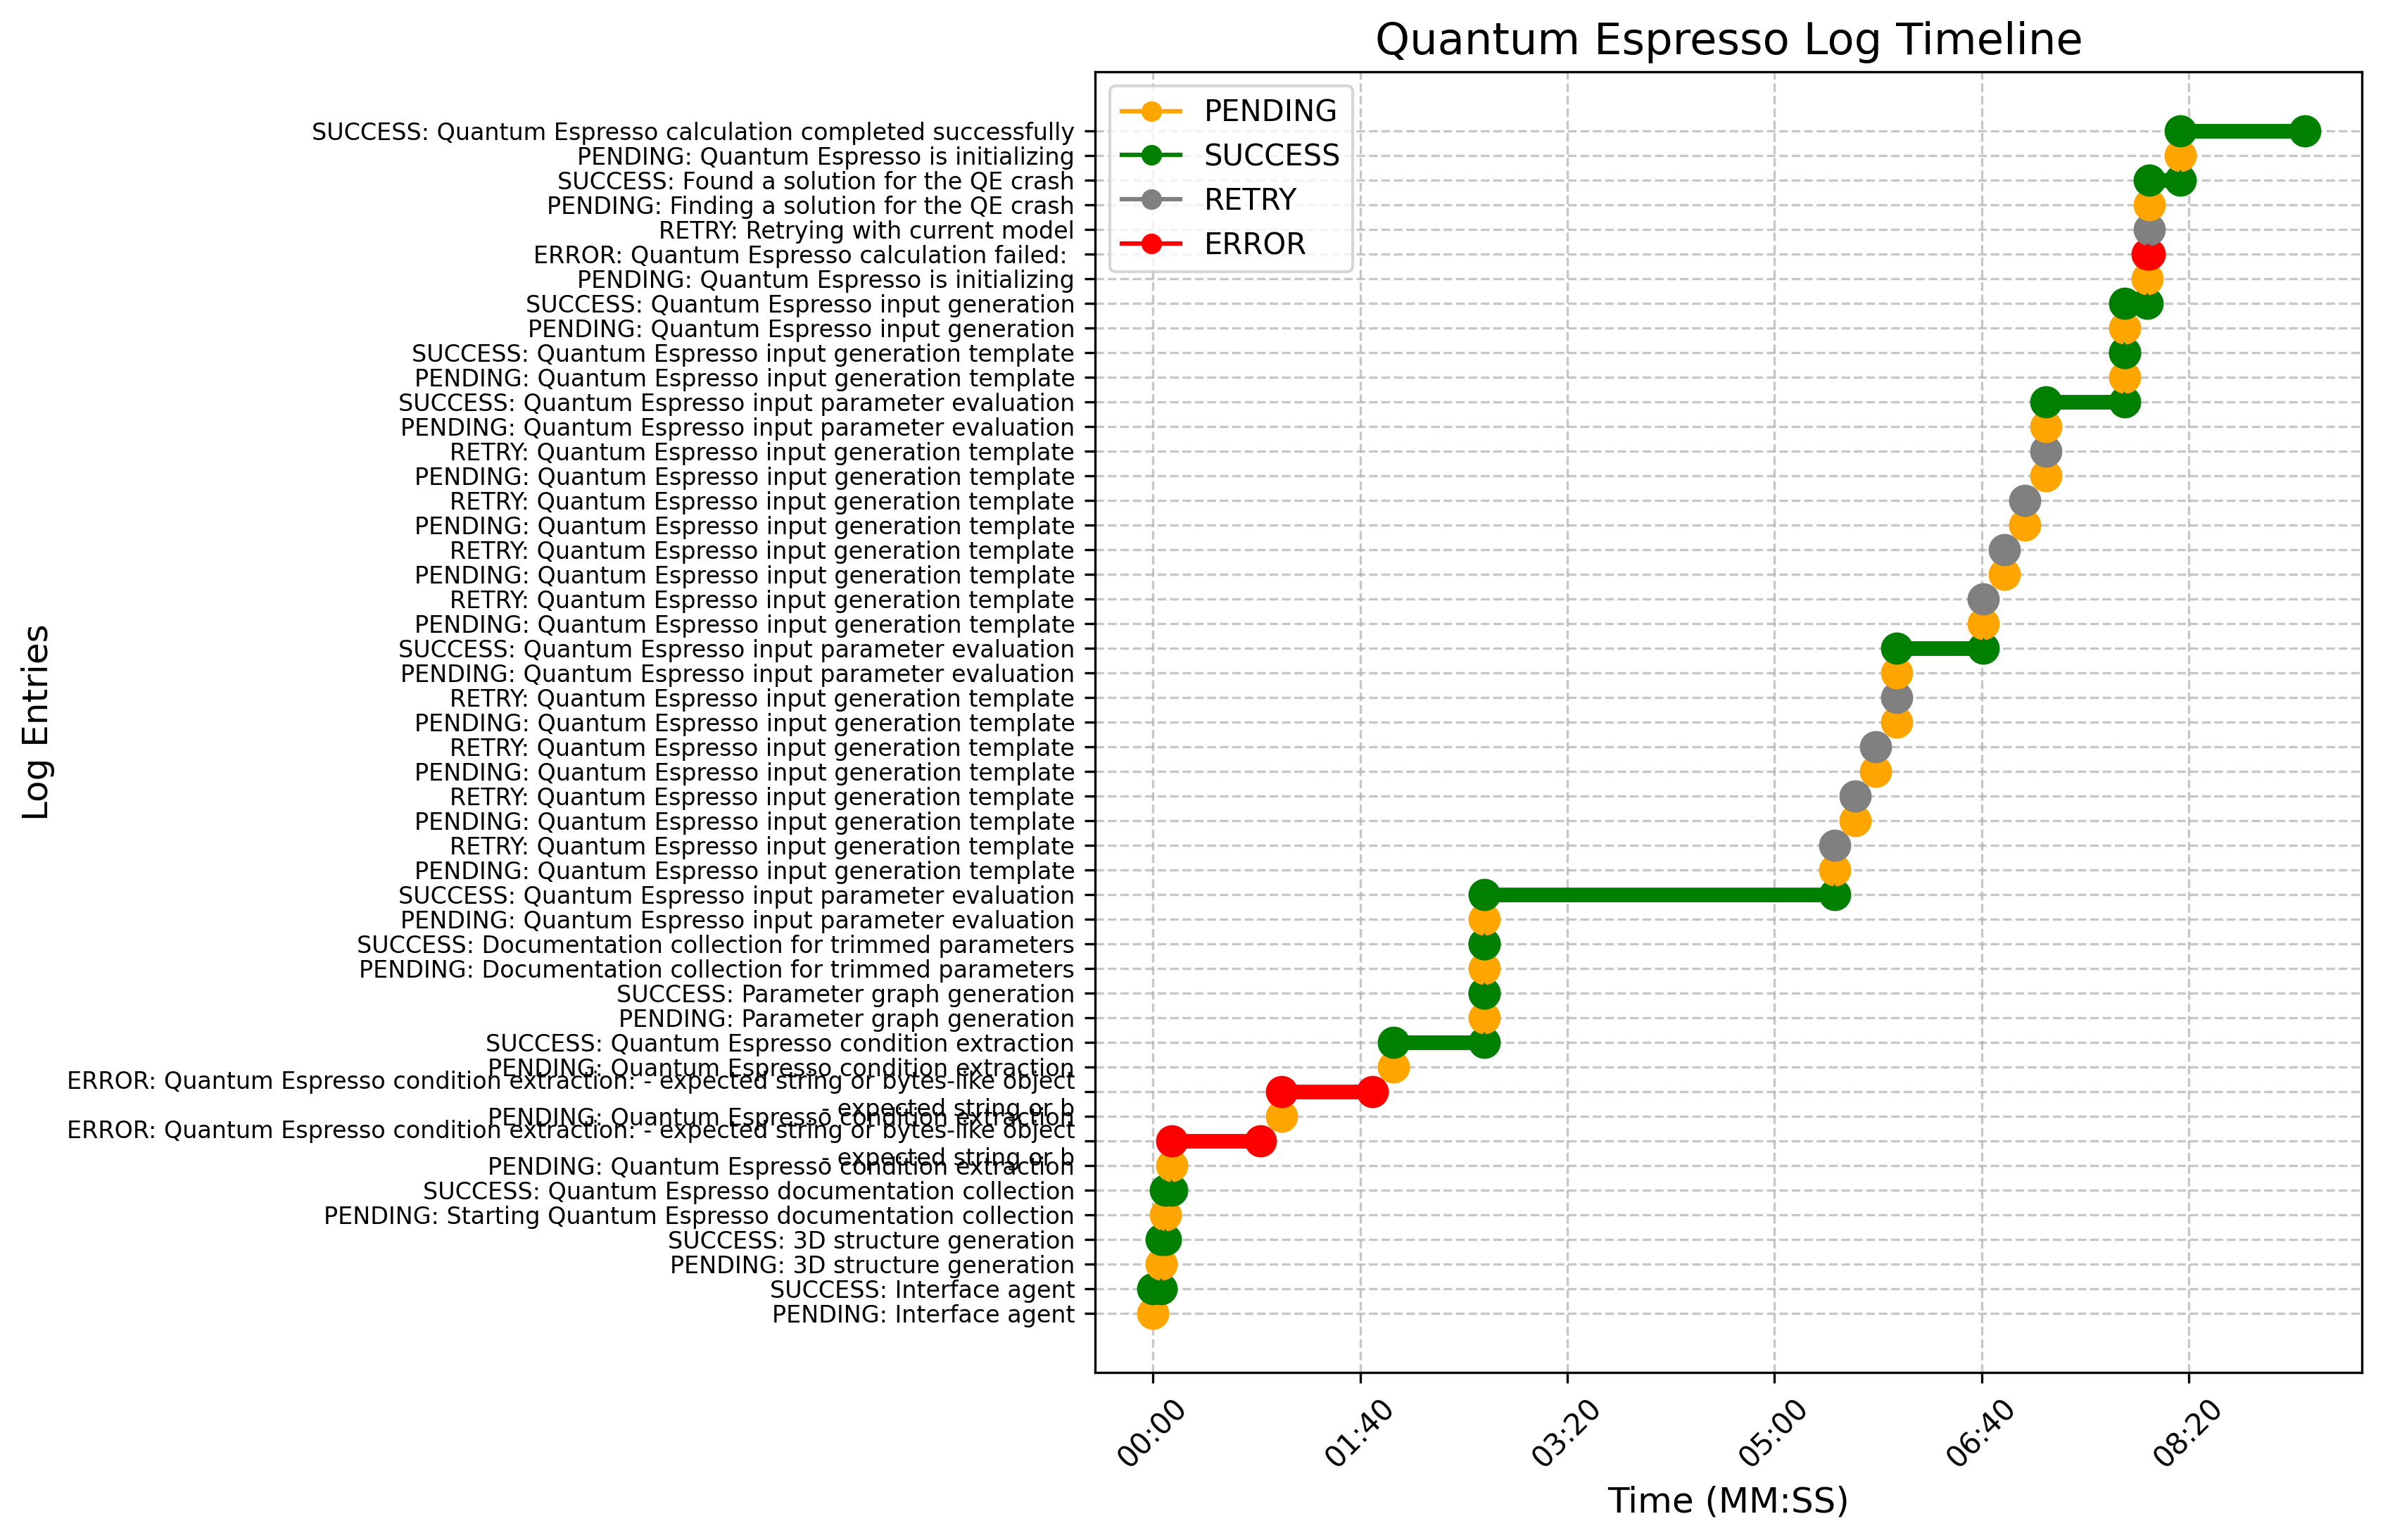 Quantum Espresso Log Timeline
PENDING
SUCCESS
RETRY
ERROR
Log Entries
SUCCESS: Quantum Espresso calculation completed successfully
PENDING: Quantum Espresso is initializing
SUCCESS: Found a solution for the QE crash
PENDING: Finding a solution for the QE crash
RETRY: Retrying with current model
ERROR: Quantum Espresso calculation failed:
PENDING: Quantum Espresso is initializing
SUCCESS: Quantum Espresso input generation
PENDING: Quantum Espresso input generation
SUCCESS: Quantum Espresso input generation template
PENDING: Quantum Espresso input generation template
SUCCESS: Quantum Espresso input parameter evaluation
PENDING: Quantum Espresso input parameter evaluation
RETRY: Quantum Espresso input generation template
PENDING: Quantum Espresso input generation template
RETRY: Quantum Espresso input generation template
PENDING: Quantum Espresso input generation template
RETRY: Quantum Espresso input generation template
PENDING: Quantum Espresso input generation template
RETRY: Quantum Espresso input generation template
PENDING: Quantum Espresso input generation template
SUCCESS: Quantum Espresso input parameter evaluation
PENDING: Quantum Espresso input parameter evaluation
RETRY: Quantum Espresso input generation template
PENDING: Quantum Espresso input generation template
RETRY: Quantum Espresso input generation template
PENDING: Quantum Espresso input generation template
RETRY: Quantum Espresso input generation template
PENDING: Quantum Espresso input generation template
RETRY: Quantum Espresso input generation template
PENDING: Quantum Espresso input generation template
SUCCESS: Quantum Espresso input parameter evaluation
PENDING: Quantum Espresso input parameter evaluation
SUCCESS: Documentation collection for trimmed parameters
PENDING: Documentation collection for trimmed parameters
SUCCESS: Parameter graph generation
PENDING: Parameter graph generation
SUCCESS: Quantum Espresso condition extraction
PENDING: Quantum Espresso condition extraction
ERROR: Quantum Espresso condition extraction: - expected string or bytes-like object
- expected string or b
PENDING: Quantum Espresso condition extraction
ERROR: Quantum Espresso condition extraction: - expected string or bytes-like object
- expected string or b
PENDING: Quantum Espresso condition extraction
SUCCESS: Quantum Espresso documentation collection
PENDING: Starting Quantum Espresso documentation collection
SUCCESS: 3D structure generation
PENDING: 3D structure generation
SUCCESS: Interface agent
PENDING: Interface agent
00:00
01:40
03:20
05:00
06:40
08:20
Time (MM:SS)